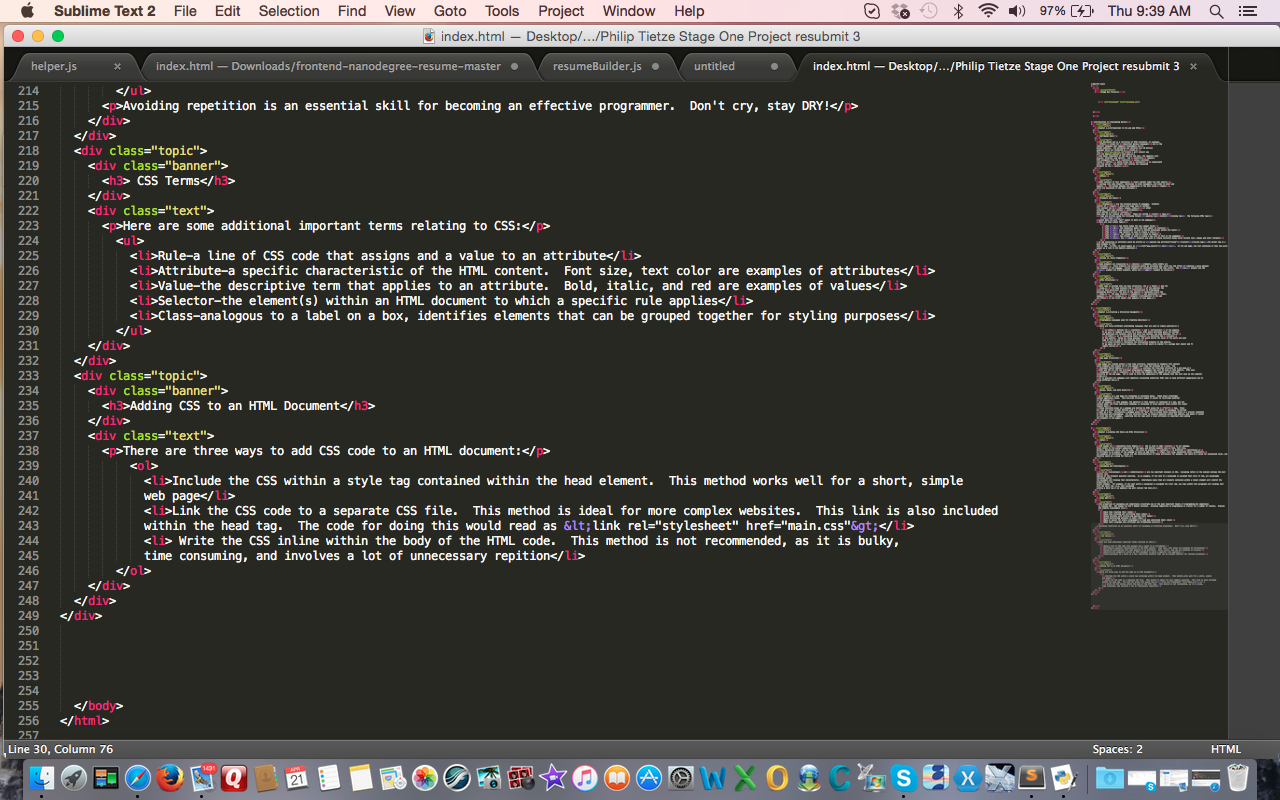 Sublime Text 2 File Edit Selection Find View Goto Tools Project Window Help 97% Thu 9:39 AM
index.html — Desktop/.../Philip Tietze Stage One Project resubmit 3
helper.js × index.html — Downloads/frontend-nanodegree-resume-master resumeBuilder.js untitled index.html — Desktop/.../Philip Tietze Stage One Project resubmit 3 ×
214 </ul>
215 <p>Avoiding repetition is an essential skill for becoming an effective programmer.  Don't cry, stay DRY!</p>
216 </div>
217 </div>
218 <div class="topic">
219 <div class="banner">
220 <h3> CSS Terms</h3>
221 </div>
222 <div class="text">
223 <p>Here are some additional important terms relating to CSS:</p>
224 <ul>
225 <li>Rule-a line of CSS code that assigns and a value to an attribute</li>
226 <li>Attribute-a specific characteristic of the HTML content.  Font size, text color are examples of attributes</li>
227 <li>Value-the descriptive term that applies to an attribute.  Bold, italic, and red are examples of values</li>
228 <li>Selector-the element(s) within an HTML document to which a specific rule applies</li>
229 <li>Class-analogous to a label on a box, identifies elements that can be grouped together for styling purposes</li>
230 </ul>
231 </div>
232 </div>
233 <div class="topic">
234 <div class="banner">
235 <h3>Adding CSS to an HTML Document</h3>
236 </div>
237 <div class="text">
238 <p>There are three ways to add CSS code to an HTML document:</p>
239 <ol>
240 <li>Include the CSS within a style tag contained within the head element.  This method works well for a short, simple
241 web page</li>
242 <li>Link the CSS code to a separate CSS file.  This method is ideal for more complex websites.  This link is also included
243 within the head tag.  The code for doing this would read as &lt;link rel="stylesheet" href="main.css"&gt;</li>
244 <li> Write the CSS inline within the body of the HTML code.  This method is not recommended, as it is bulky,
245 time consuming, and involves a lot of unnecessary repition</li>
246 </ol>
247 </div>
248 </div>
249 </div>
250
251
252
253
254
255 </body>
256 </html>
257
Line 30, Column 76 Spaces: 2 HTML
APR 21 1431